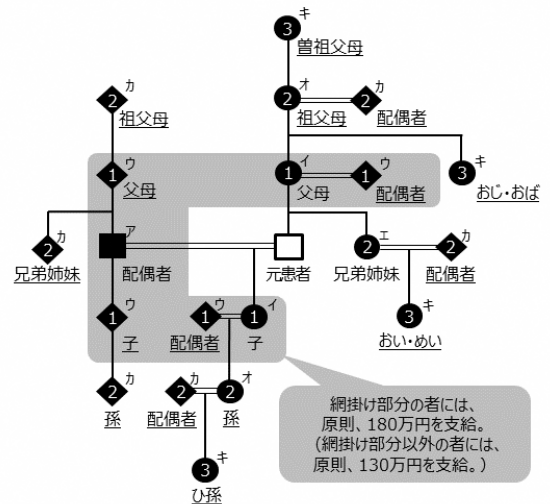 キ
3
曽祖父母
カ
2
祖父母
オ
2
祖父母
カ
2
配偶者
ウ
1
父母
イ
1
父母
ウ
1
配偶者
キ
3
おじ・おば
カ
2
兄弟姉妹
ア
配偶者
元患者
エ
2
兄弟姉妹
カ
2
配偶者
ウ
1
子
ウ
1
配偶者
イ
1
子
キ
3
おい・めい
カ
2
孫
カ
2
配偶者
オ
2
孫
キ
3
ひ孫
網掛け部分の者には、
原則、180万円を支給。
(網掛け部分以外の者には、
原則、130万円を支給。)